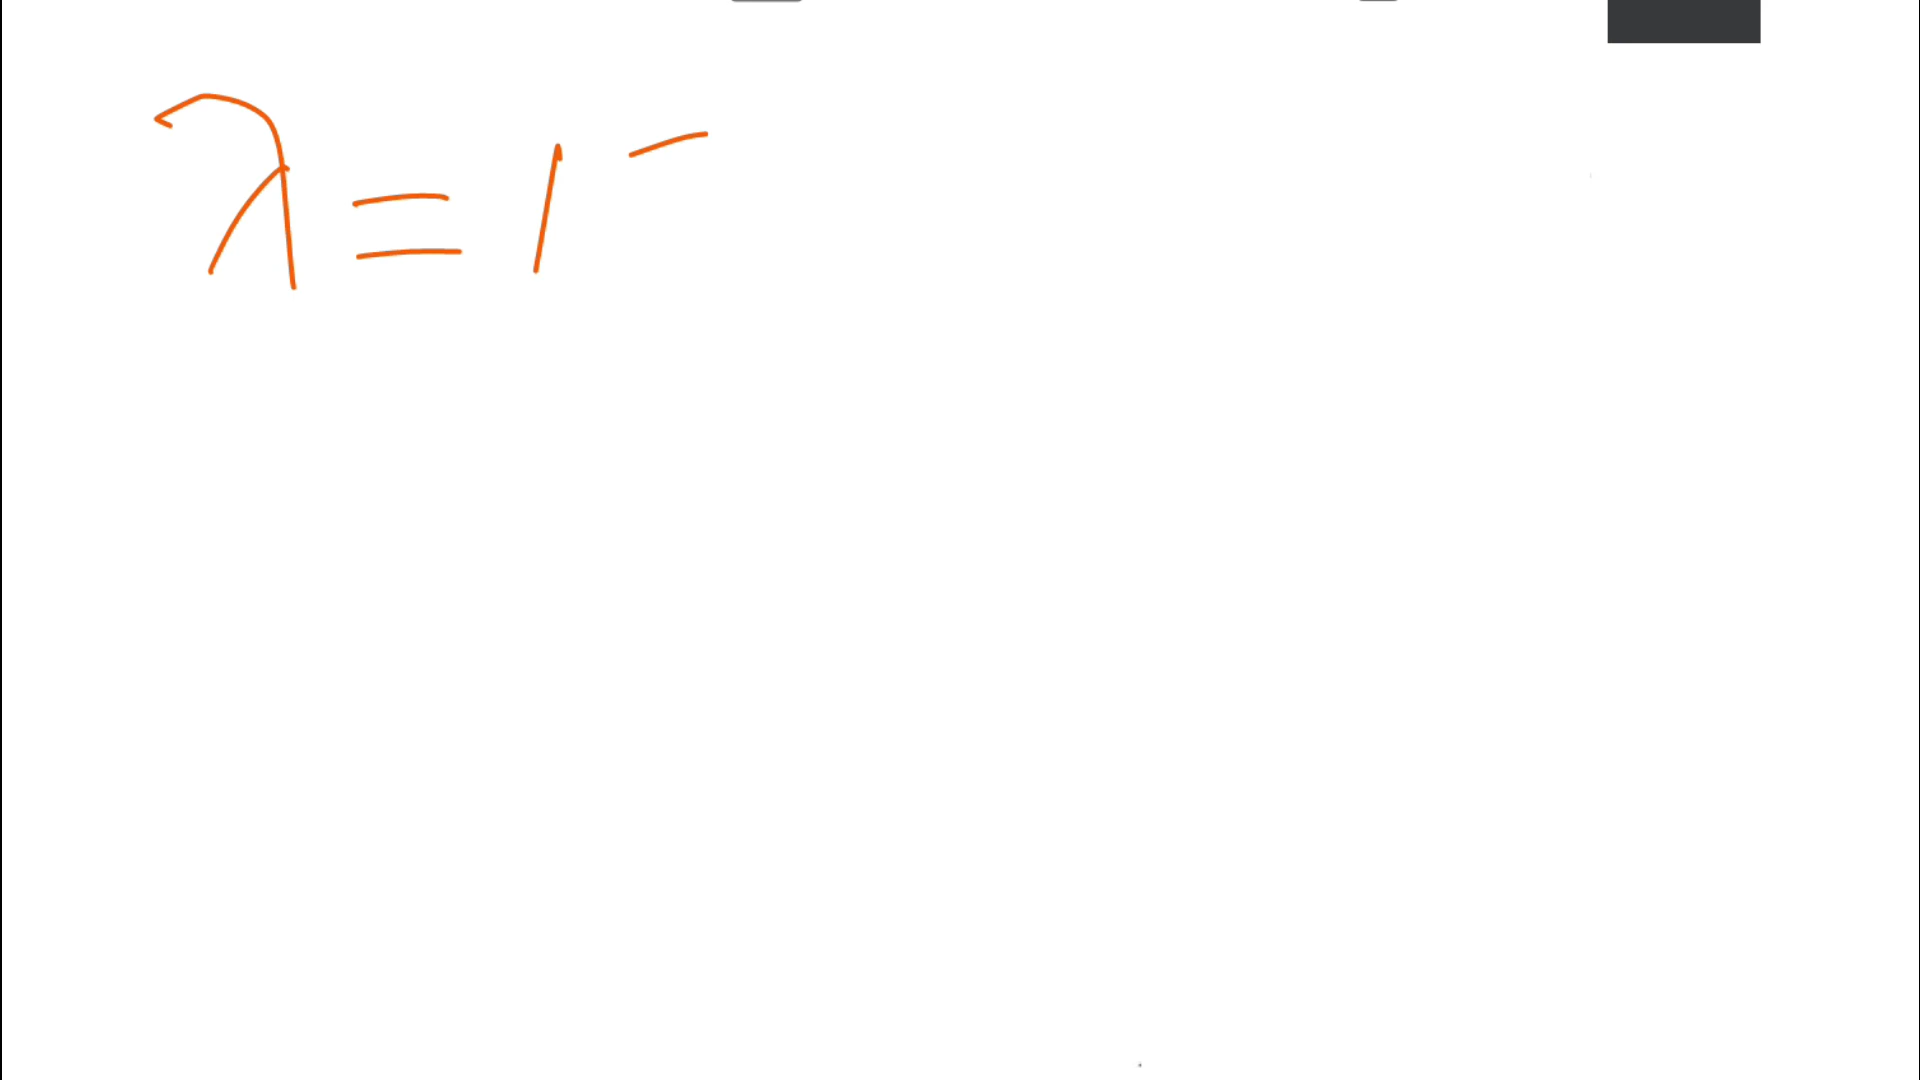 λ = 1 -